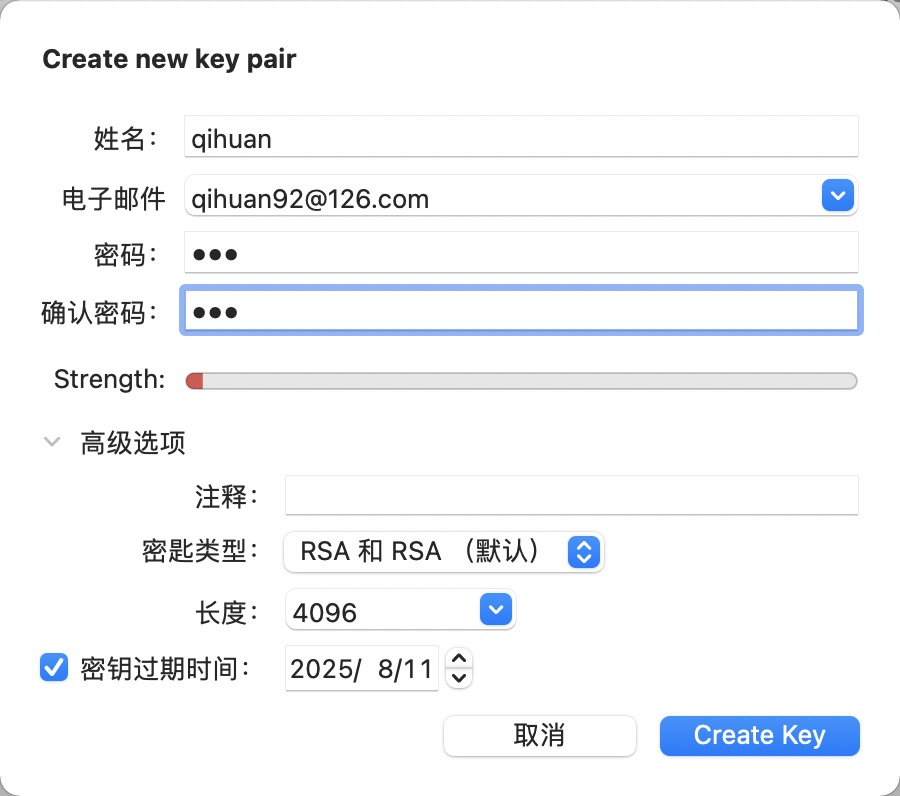 Create new key pair
姓名： qihuan
电子邮件 qihuan92@126.com
密码： •••
确认密码： •••
Strength:
高级选项
注释：
密匙类型： RSA 和 RSA （默认）
长度： 4096
密钥过期时间： 2025/ 8/11
取消 Create Key